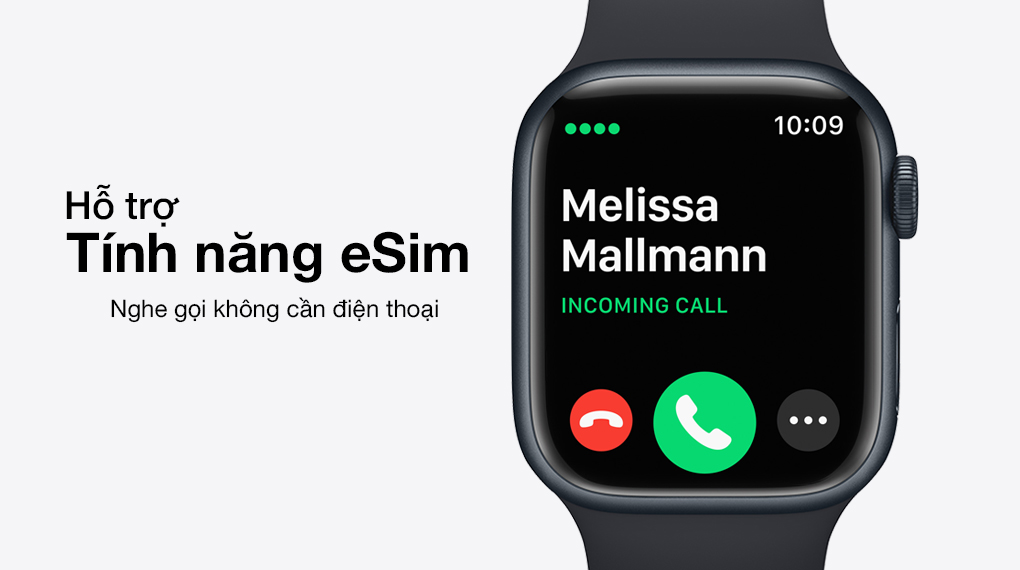 Hỗ trợ
Tính năng eSim
Nghe gọi không cần điện thoại
10:09
Melissa
Mallmann
INCOMING CALL